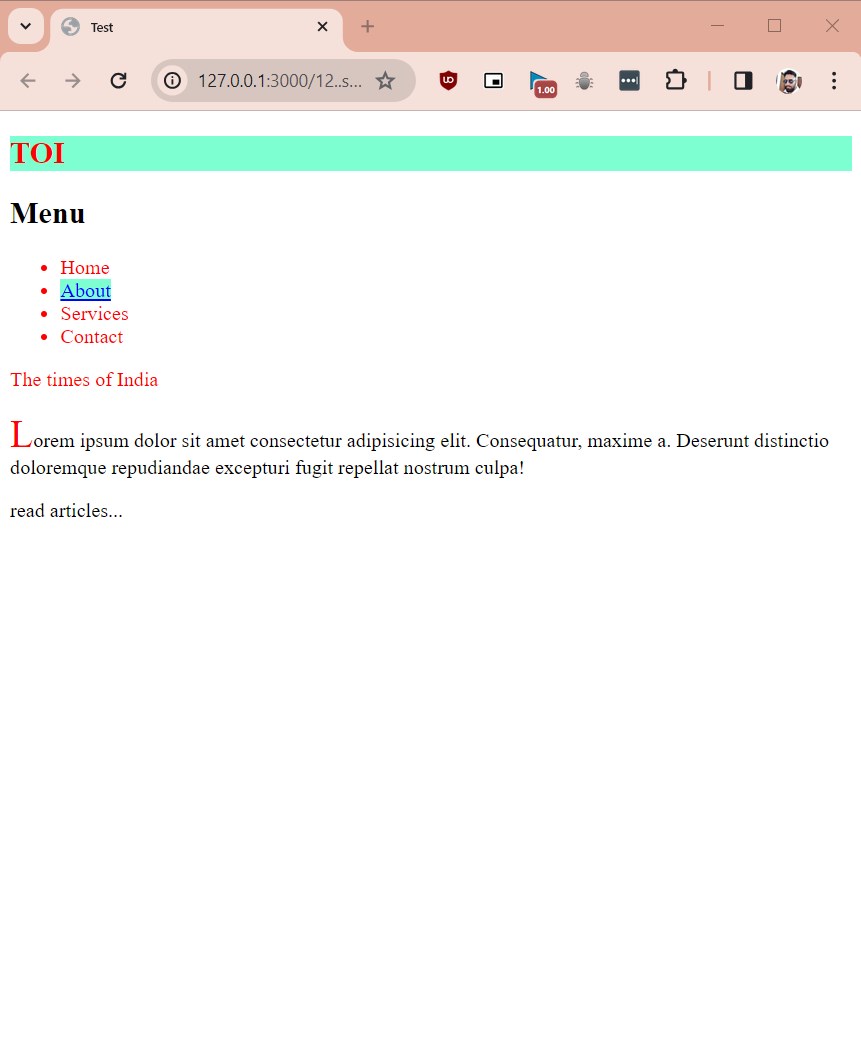 Test
127.0.0.1:3000/12..s...
1.00
TOI
Menu
Home
About
Services
Contact
The times of India
Lorem ipsum dolor sit amet consectetur adipisicing elit. Consequatur, maxime a. Deserunt distinctio
doloremque repudiandae excepturi fugit repellat nostrum culpa!
read articles...